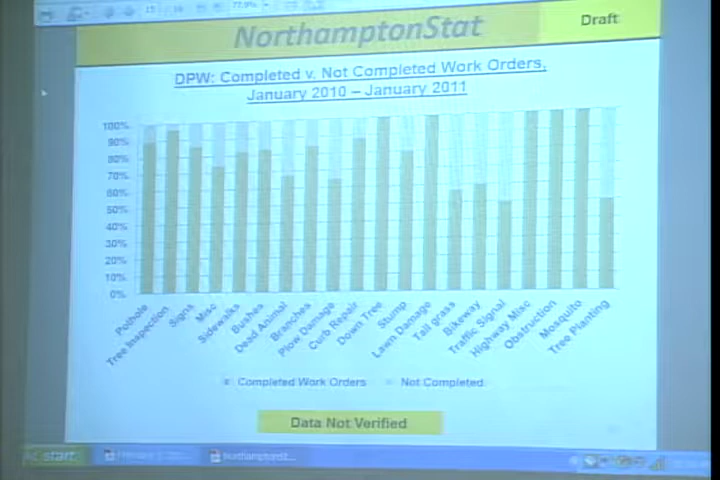 77.9%
NorthamptonStat
Draft
DPW: Completed v. Not Completed Work Orders,
January 2010 – January 2011
100%
90%
80%
70%
60%
50%
40%
30%
20%
10%
0%
Pothole
Tree Inspection
Signs
Misc
Sidewalks
Bushes
Dead Animal
Branches
Plow Damage
Curb Repair
Down Tree
Stump
Lawn Damage
Tall grass
Bikeway
Traffic Signal
Highway Misc
Obstruction
Mosquito
Tree Planting
Completed Work Orders
Not Completed
Data Not Verified
start